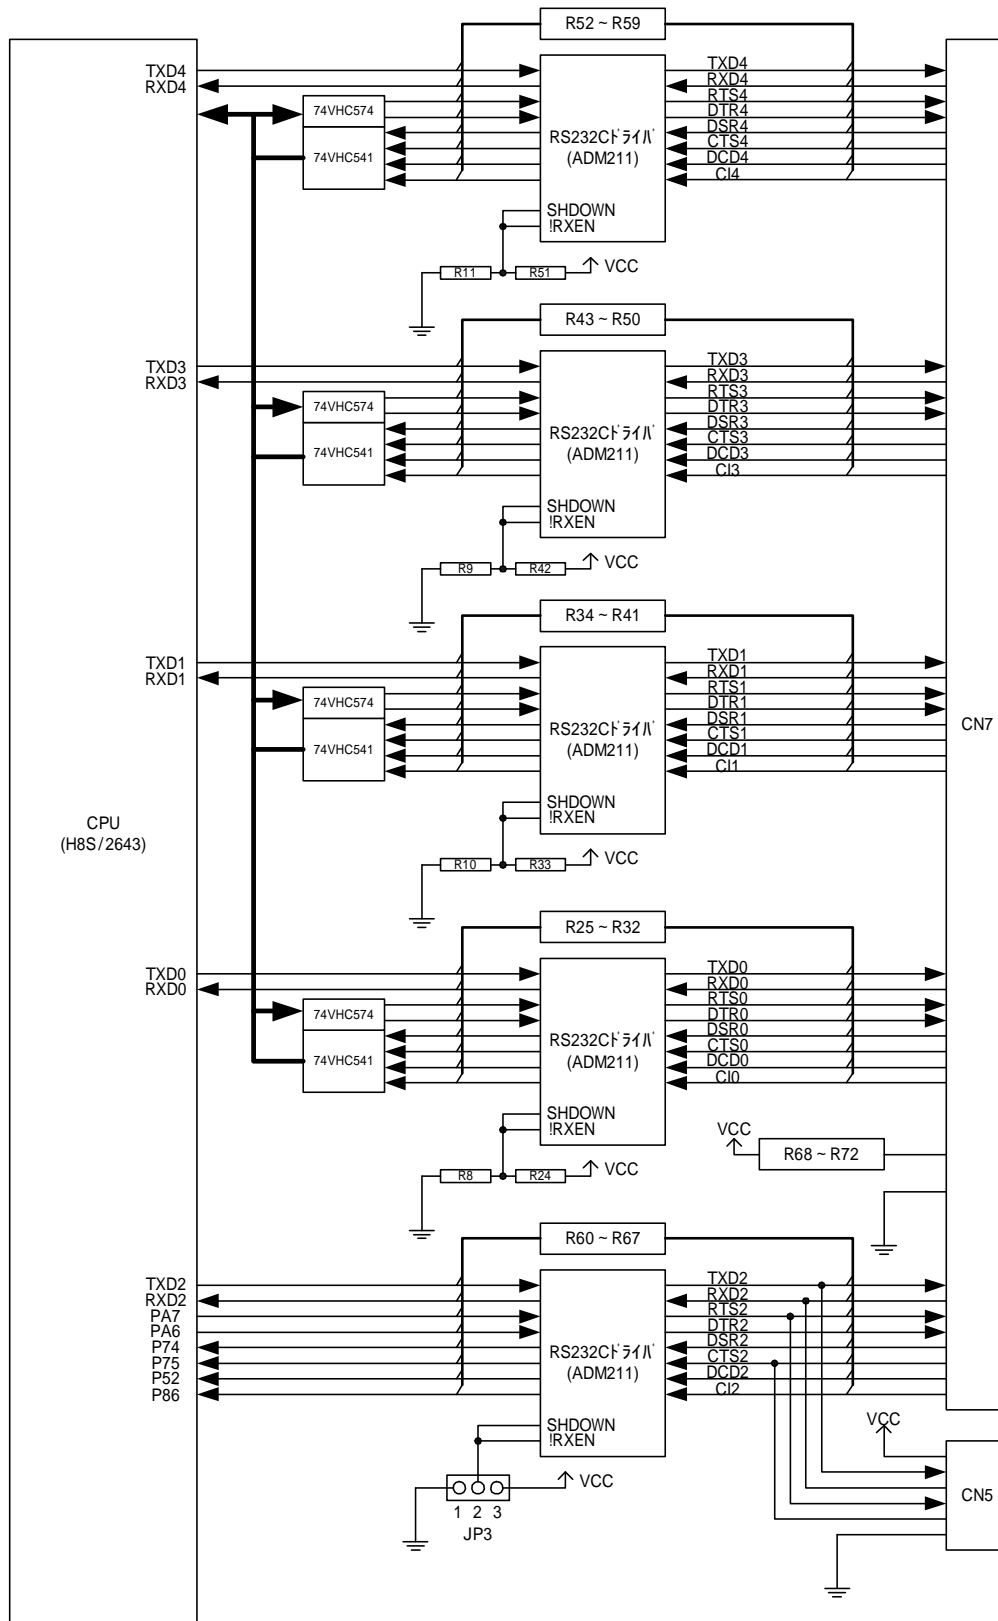 R52 ~ R59
TXD4
RXD4
74VHC574
74VHC541
RS232Cﾄﾞﾗｲﾊﾞ
(ADM211)
TXD4
RXD4
RTS4
DTR4
DSR4
CTS4
DCD4
CI4
SHDOWN
!RXEN
R11
R51
VCC
R43 ~ R50
TXD3
RXD3
74VHC574
74VHC541
RS232Cﾄﾞﾗｲﾊﾞ
(ADM211)
TXD3
RXD3
RTS3
DTR3
DSR3
CTS3
DCD3
CI3
SHDOWN
!RXEN
R9
R42
VCC
R34 ~ R41
TXD1
RXD1
74VHC574
74VHC541
RS232Cﾄﾞﾗｲﾊﾞ
(ADM211)
TXD1
RXD1
RTS1
DTR1
DSR1
CTS1
DCD1
CI1
CN7
SHDOWN
!RXEN
CPU
(H8S/2643)
R10
R33
VCC
R25 ~ R32
TXD0
RXD0
74VHC574
74VHC541
RS232Cﾄﾞﾗｲﾊﾞ
(ADM211)
TXD0
RXD0
RTS0
DTR0
DSR0
CTS0
DCD0
CI0
SHDOWN
!RXEN
VCC
R68 ~ R72
R8
R24
VCC
R60 ~ R67
TXD2
RXD2
PA7
PA6
P74
P75
P52
P86
RS232Cﾄﾞﾗｲﾊﾞ
(ADM211)
TXD2
RXD2
RTS2
DTR2
DSR2
CTS2
DCD2
CI2
SHDOWN
!RXEN
VCC
VCC
1 2 3
JP3
CN5